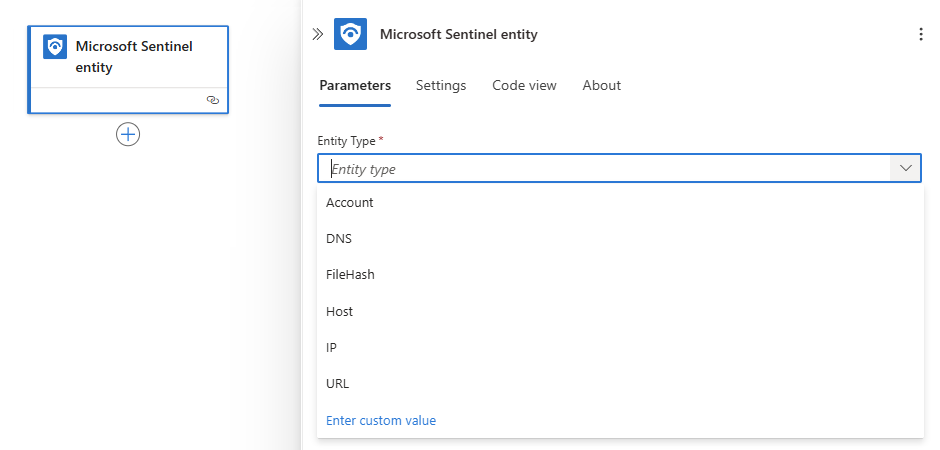 Microsoft Sentinel
entity
Microsoft Sentinel entity
Parameters Settings Code view About
Entity Type *
Entity type
Account
DNS
FileHash
Host
IP
URL
Enter custom value